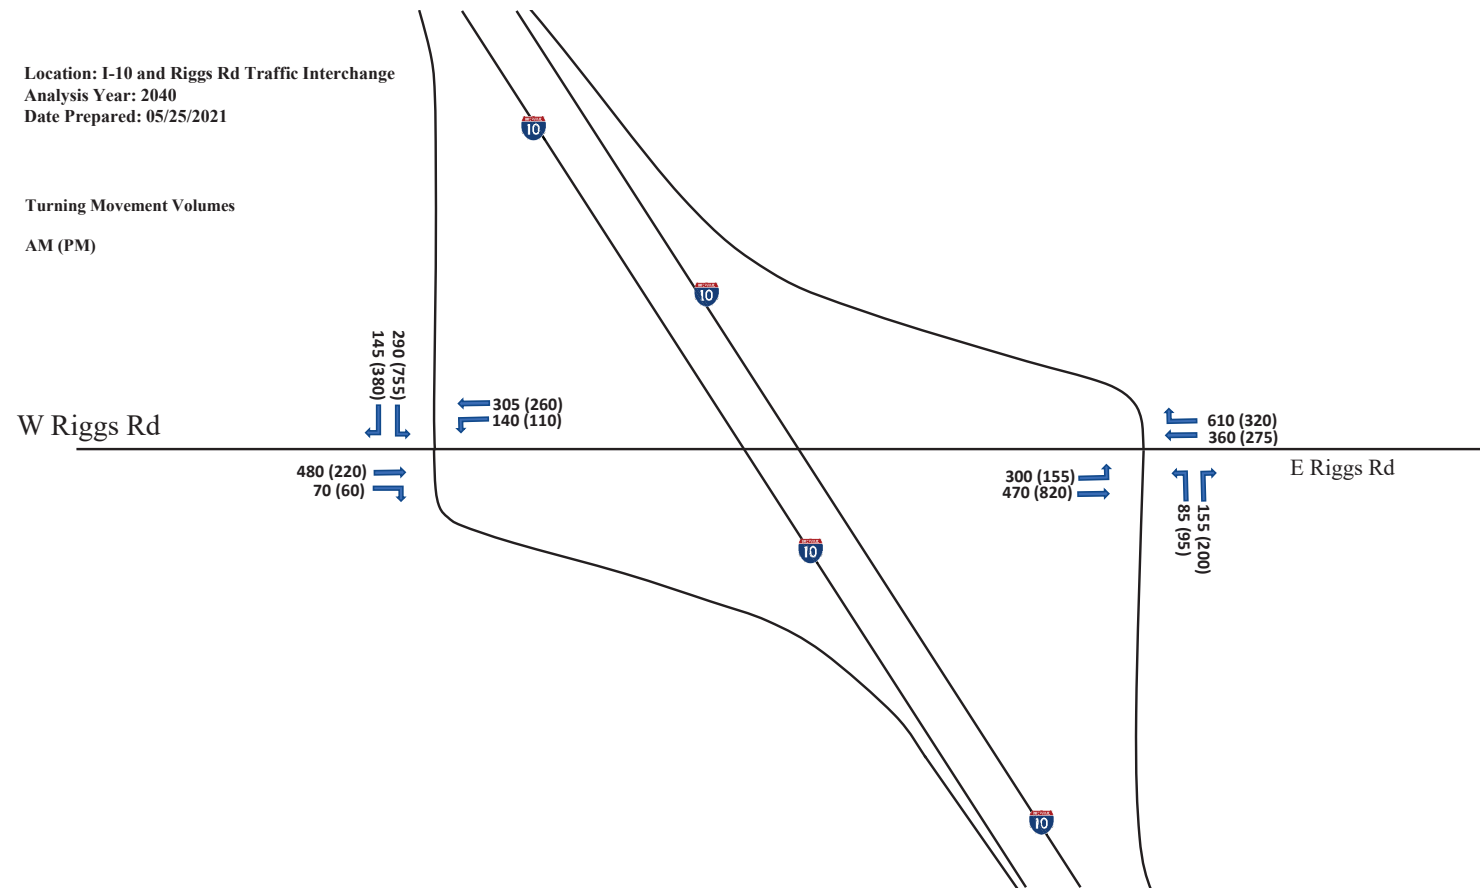 Location: I-10 and Riggs Rd Traffic Interchange
Analysis Year: 2040
Date Prepared: 05/25/2021
10
Turning Movement Volumes
AM (PM)
10
145 (380)
290 (755)
305 (260)
140 (110)
W Riggs Rd
610 (320)
360 (275)
480 (220)
70 (60)
300 (155)
470 (820)
E Riggs Rd
85 (95)
155 (200)
10
10